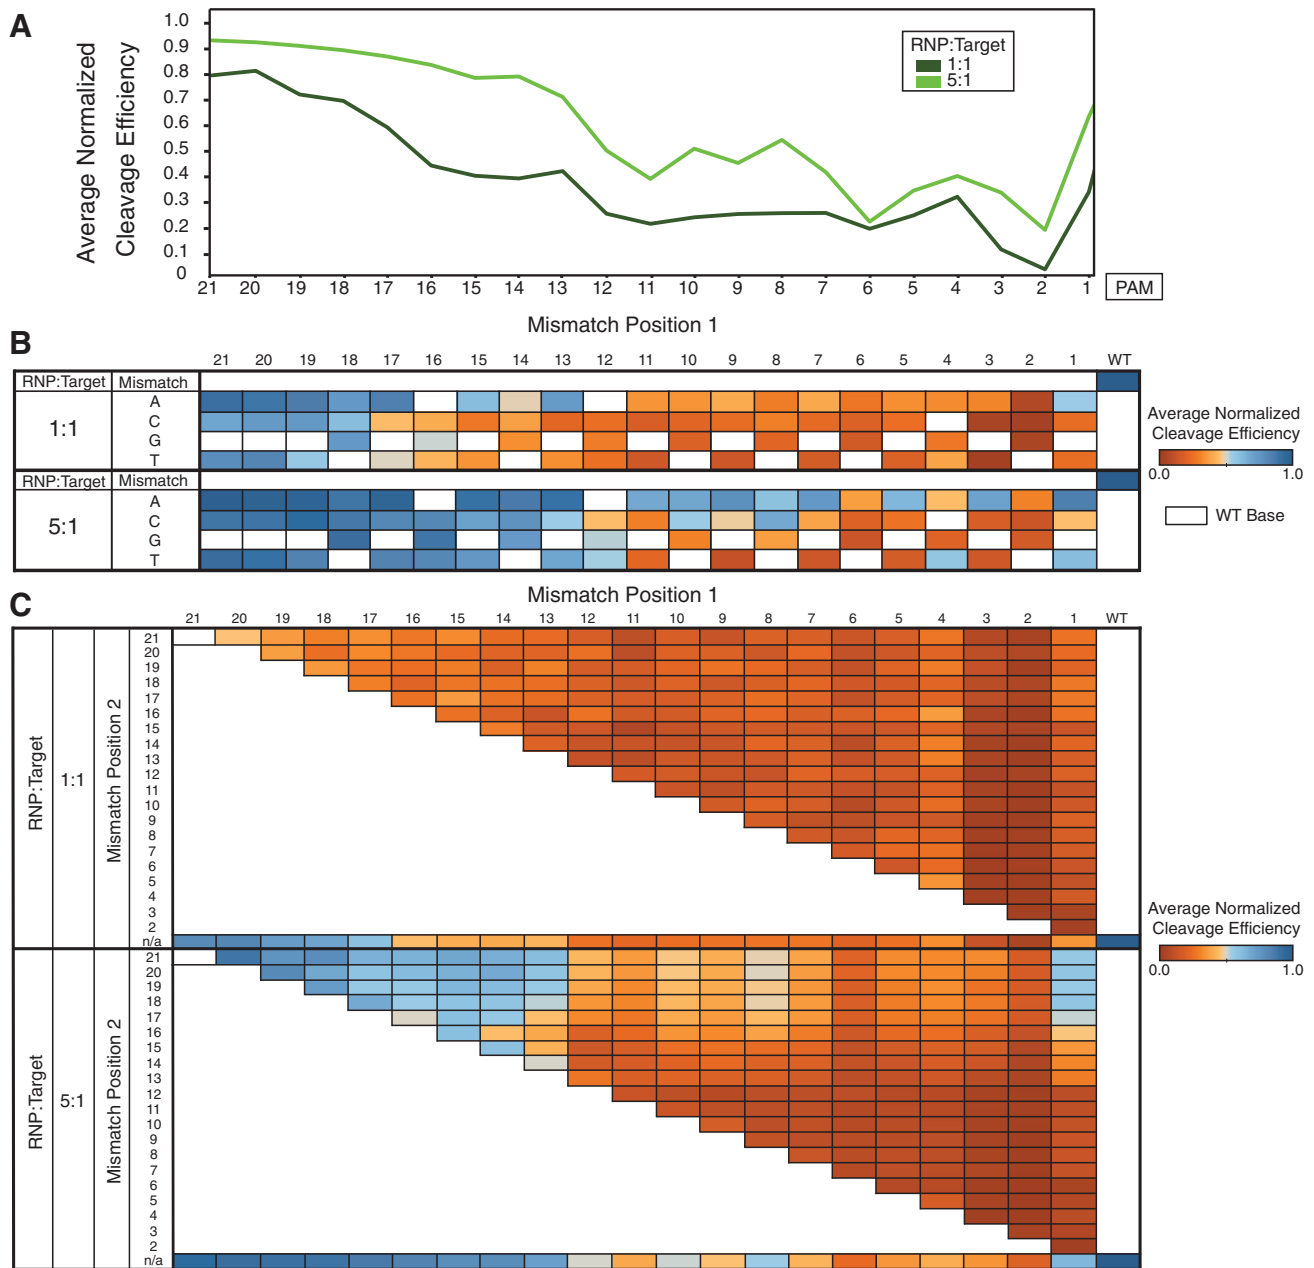 A
Average Normalized
Cleavage Efficiency
1.0
0.9
0.8
0.7
0.6
0.5
0.4
0.3
0.2
0.1
0
RNP:Target
1:1
5:1
21 20 19 18 17 16 15 14 13 12 11 10 9 8 7 6 5 4 3 2 1 PAM
Mismatch Position 1
B
21 20 19 18 17 16 15 14 13 12 11 10 9 8 7 6 5 4 3 2 1 WT
RNP:Target Mismatch
1:1
A
C
G
T
RNP:Target Mismatch
5:1
A
C
G
T
Average Normalized
Cleavage Efficiency
0.0 1.0
WT Base
C
Mismatch Position 1
21 20 19 18 17 16 15 14 13 12 11 10 9 8 7 6 5 4 3 2 1 WT
RNP:Target
1:1
Mismatch Position 2
21
20
19
18
17
16
15
14
13
12
11
10
9
8
7
6
5
4
3
2
n/a
RNP:Target
5:1
Mismatch Position 2
21
20
19
18
17
16
15
14
13
12
11
10
9
8
7
6
5
4
3
2
n/a
Average Normalized
Cleavage Efficiency
0.0 1.0